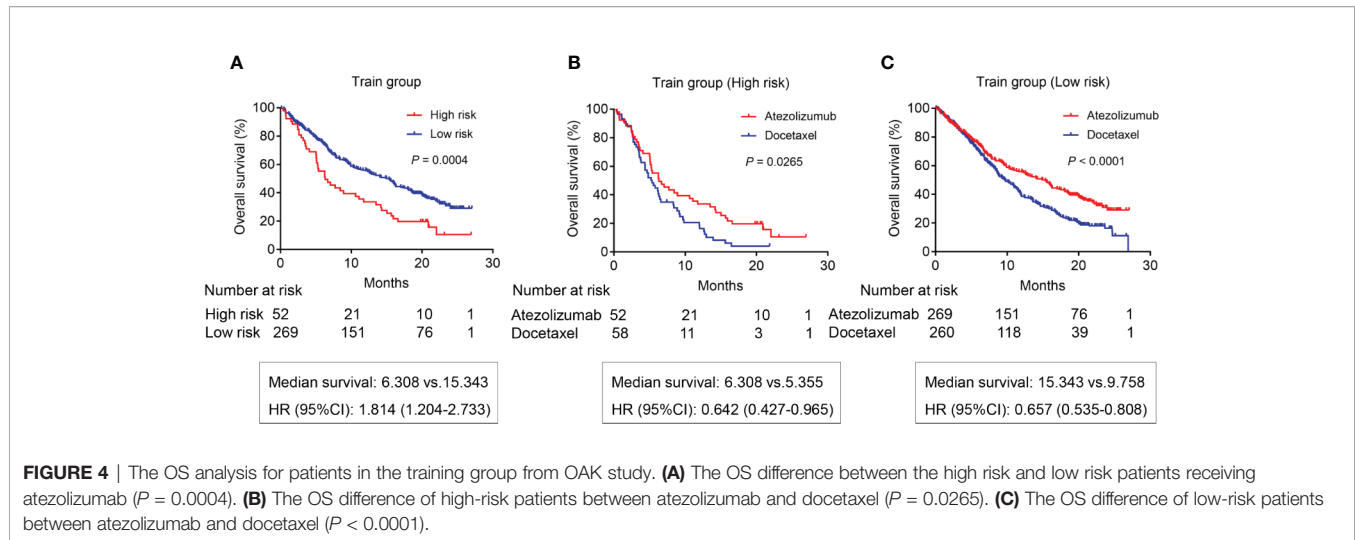 A
Train group
High risk
Low risk
P = 0.0004
Overall survival (%)
100
80
60
40
20
0
0 10 20 30
Months
Number at risk
High risk 52 21 10 1
Low risk 269 151 76 1
Median survival: 6.308 vs.15.343
HR (95%CI): 1.814 (1.204-2.733)
B
Train group (High risk)
Atezolizumub
Docetaxel
P = 0.0265
Overall survival (%)
100
80
60
40
20
0
0 10 20 30
Months
Number at risk
Atezolizumab 52 21 10 1
Docetaxel 58 11 3 1
Median survival: 6.308 vs.5.355
HR (95%CI): 0.642 (0.427-0.965)
C
Train group (Low risk)
Atezolizumub
Docetaxel
P < 0.0001
Overall survival (%)
100
80
60
40
20
0
0 10 20 30
Months
Number at risk
Atezolizumab 269 151 76 1
Docetaxel 260 118 39 1
Median survival: 15.343 vs.9.758
HR (95%CI): 0.657 (0.535-0.808)
FIGURE 4 | The OS analysis for patients in the training group from OAK study. (A) The OS difference between the high risk and low risk patients receiving
atezolizumab (P = 0.0004). (B) The OS difference of high-risk patients between atezolizumab and docetaxel (P = 0.0265). (C) The OS difference of low-risk patients
between atezolizumab and docetaxel (P < 0.0001).